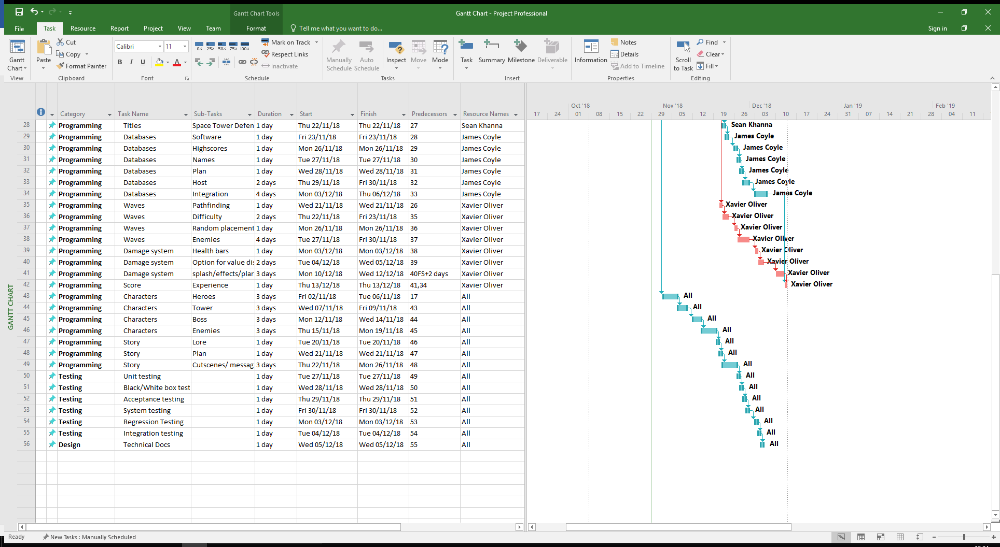 Gantt Chart Tools
Gantt Chart - Project Professional
File Task Resource Report Project View Team Format Tell me what you want to do... Sign in
Gantt Chart
View
Paste
Cut
Copy
Format Painter
Clipboard
Calibri 11
B I U A
Font
0% 25% 50% 75% 100%
Mark on Track
Respect Links
Inactivate
Schedule
Manually Schedule
Auto Schedule
Inspect
Move
Mode
Tasks
Task
Summary
Milestone
Deliverable
Insert
Information
Notes
Details
Add to Timeline
Properties
Scroll to Task
Find
Clear
Fill
Editing
Oct '18 Nov '18 Dec '18 Jan '19 Feb '19
17 24 01 08 15 22 29 05 12 19 26 03 10 17 24 31 07 14 21 28 04 11
Category Task Name Sub-Tasks Duration Start Finish Predecessors Resource Names
28 Programming Titles Space Tower Defen 1 day Thu 22/11/18 Thu 22/11/18 27 Sean Khanna Sean Khanna
29 Programming Databases Software 1 day Fri 23/11/18 Fri 23/11/18 28 James Coyle James Coyle
30 Programming Databases Highscores 1 day Mon 26/11/18 Mon 26/11/18 29 James Coyle James Coyle
31 Programming Databases Names 1 day Tue 27/11/18 Tue 27/11/18 30 James Coyle James Coyle
32 Programming Databases Plan 1 day Wed 28/11/18 Wed 28/11/18 31 James Coyle James Coyle
33 Programming Databases Host 2 days Thu 29/11/18 Fri 30/11/18 32 James Coyle James Coyle
34 Programming Databases Integration 4 days Mon 03/12/18 Thu 06/12/18 33 James Coyle James Coyle
35 Programming Waves Pathfinding 1 day Wed 21/11/18 Wed 21/11/18 26 Xavier Oliver Xavier Oliver
36 Programming Waves Difficulty 2 days Thu 22/11/18 Fri 23/11/18 35 Xavier Oliver Xavier Oliver
37 Programming Waves Random placement 1 day Mon 26/11/18 Mon 26/11/18 36 Xavier Oliver Xavier Oliver
38 Programming Waves Enemies 4 days Tue 27/11/18 Fri 30/11/18 37 Xavier Oliver Xavier Oliver
39 Programming Damage system Health bars 1 day Mon 03/12/18 Mon 03/12/18 38 Xavier Oliver Xavier Oliver
40 Programming Damage system Option for value di 2 days Tue 04/12/18 Wed 05/12/18 39 Xavier Oliver Xavier Oliver
41 Programming Damage system splash/effects/plar 3 days Mon 10/12/18 Wed 12/12/18 40FS+2 days Xavier Oliver Xavier Oliver
42 Programming Score Experience 1 day Thu 13/12/18 Thu 13/12/18 41,34 Xavier Oliver Xavier Oliver
43 Programming Characters Heroes 3 days Fri 02/11/18 Tue 06/11/18 17 All All
44 Programming Characters Tower 3 days Wed 07/11/18 Fri 09/11/18 43 All All
45 Programming Characters Boss 3 days Mon 12/11/18 Wed 14/11/18 44 All All
46 Programming Characters Enemies 3 days Thu 15/11/18 Mon 19/11/18 45 All All
47 Programming Story Lore 1 day Tue 20/11/18 Tue 20/11/18 46 All All
48 Programming Story Plan 1 day Wed 21/11/18 Wed 21/11/18 47 All All
49 Programming Story Cutscenes/ messag 3 days Thu 22/11/18 Mon 26/11/18 48 All All
50 Testing Unit testing 1 day Tue 27/11/18 Tue 27/11/18 49 All All
51 Testing Black/White box test 1 day Wed 28/11/18 Wed 28/11/18 50 All All
52 Testing Acceptance testing 1 day Thu 29/11/18 Thu 29/11/18 51 All All
53 Testing System testing 1 day Fri 30/11/18 Fri 30/11/18 52 All All
54 Testing Regression Testing 1 day Mon 03/12/18 Mon 03/12/18 53 All All
55 Testing Integration testing 1 day Tue 04/12/18 Tue 04/12/18 54 All All
56 Design Technical Docs 1 day Wed 05/12/18 Wed 05/12/18 55 All All
GANTT CHART
Ready New Tasks : Manually Scheduled